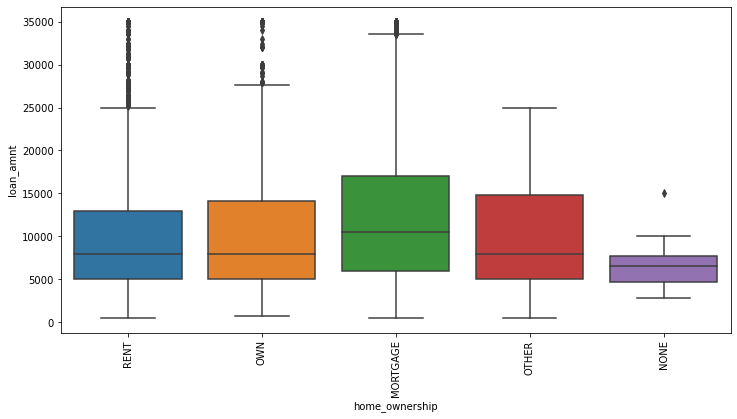 loan_amnt
35000
30000
25000
20000
15000
10000
5000
0
RENT
OWN
MORTGAGE
OTHER
NONE
home_ownership